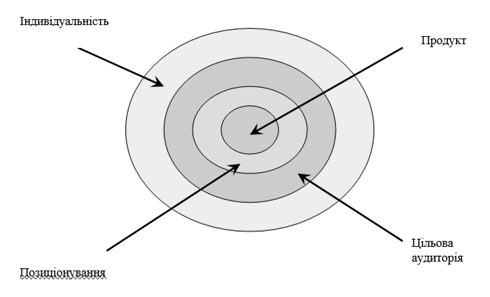 Індивідуальність
Продукт
Цільова
аудиторія
Позиціонування